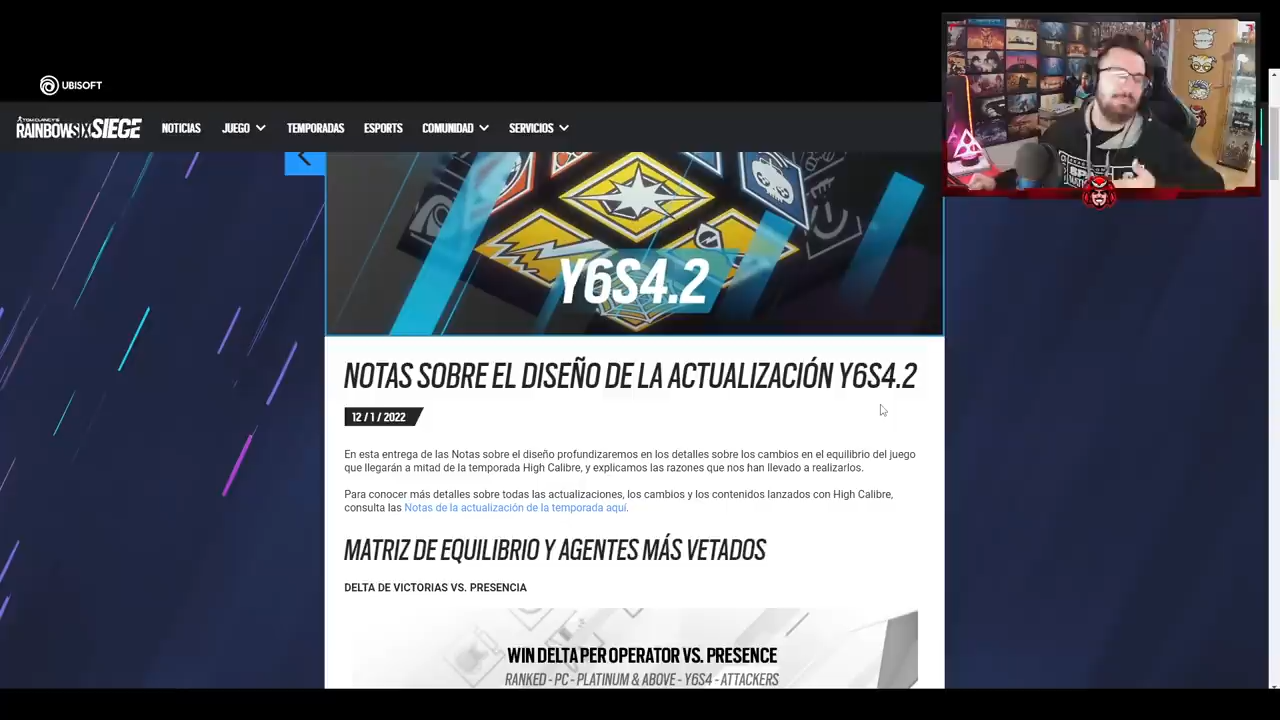 UBISOFT
TOM CLANCY'S
RAINBOWSIX SIEGE
NOTICIAS
JUEGO
TEMPORADAS
ESPORTS
COMUNIDAD
SERVICIOS
Y6S4.2
NOTAS SOBRE EL DISEÑO DE LA ACTUALIZACIÓN Y6S4.2
12 / 1 / 2022
En esta entrega de las Notas sobre el diseño profundizaremos en los detalles sobre los cambios en el equilibrio del juego
que llegarán a mitad de la temporada High Calibre, y explicamos las razones que nos han llevado a realizarlos.
Para conocer más detalles sobre todas las actualizaciones, los cambios y los contenidos lanzados con High Calibre,
consulta las Notas de la actualización de la temporada aquí.
MATRIZ DE EQUILIBRIO Y AGENTES MÁS VETADOS
DELTA DE VICTORIAS VS. PRESENCIA
WIN DELTA PER OPERATOR VS. PRESENCE
RANKED - PC - PLATINUM & ABOVE - Y6S4 - ATTACKERS